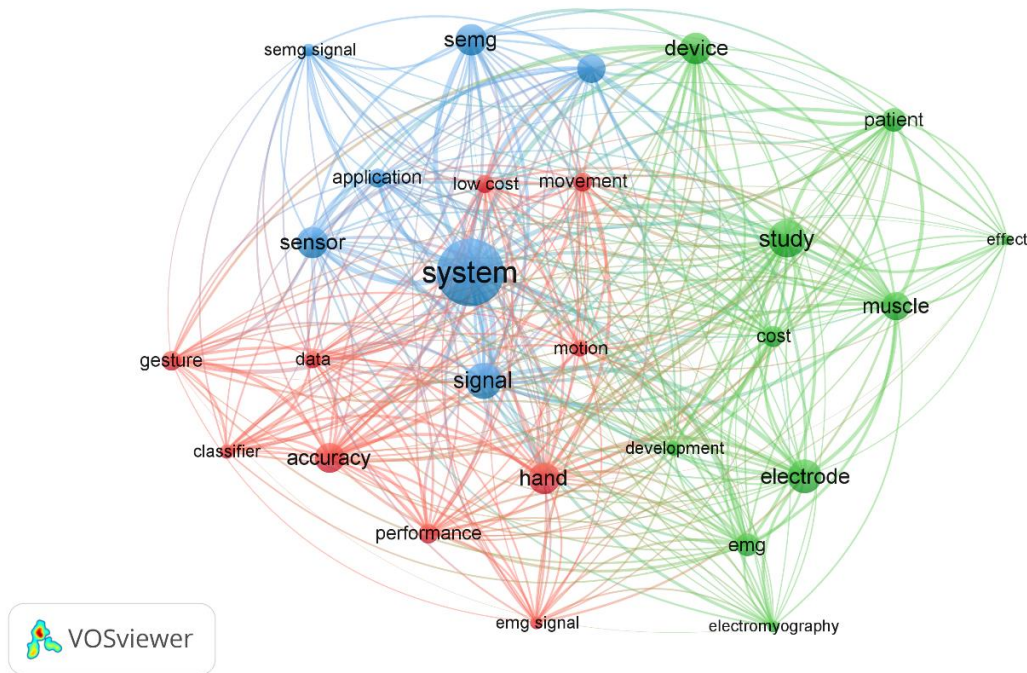 semg signal
semg
device
patient
application
low cost
movement
sensor
study
effect
system
muscle
cost
gesture
data
motion
signal
classifier
accuracy
development
hand
electrode
performance
emg
emg signal
electromyography
VOSviewer